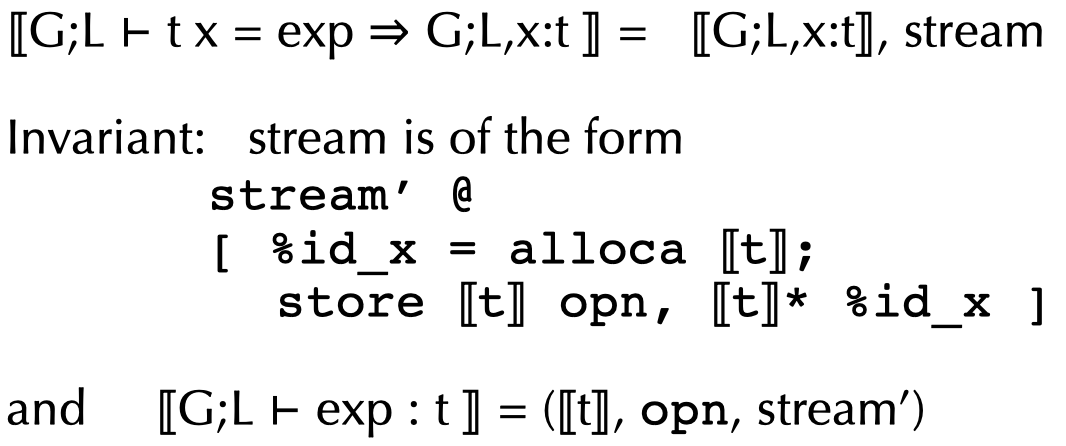 ⟦G;L ⊢ t x = exp ⇒ G;L,x:t ⟧ = ⟦G;L,x:t⟧, stream
Invariant: stream is of the form
stream’ @
[ %id_x = alloca ⟦t⟧;
store ⟦t⟧ opn, ⟦t⟧* %id_x ]
and ⟦G;L ⊢ exp : t ⟧ = (⟦t⟧, opn, stream’)